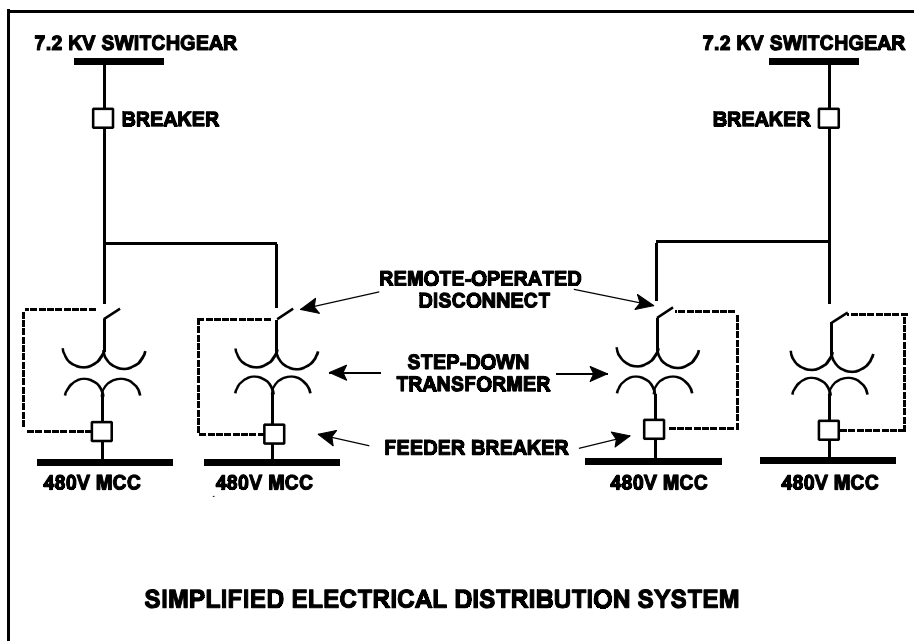 7.2 KV SWITCHGEAR
7.2 KV SWITCHGEAR
BREAKER
BREAKER
REMOTE-OPERATED
DISCONNECT
STEP-DOWN
TRANSFORMER
FEEDER BREAKER
480V MCC
480V MCC
480V MCC
480V MCC
SIMPLIFIED ELECTRICAL DISTRIBUTION SYSTEM